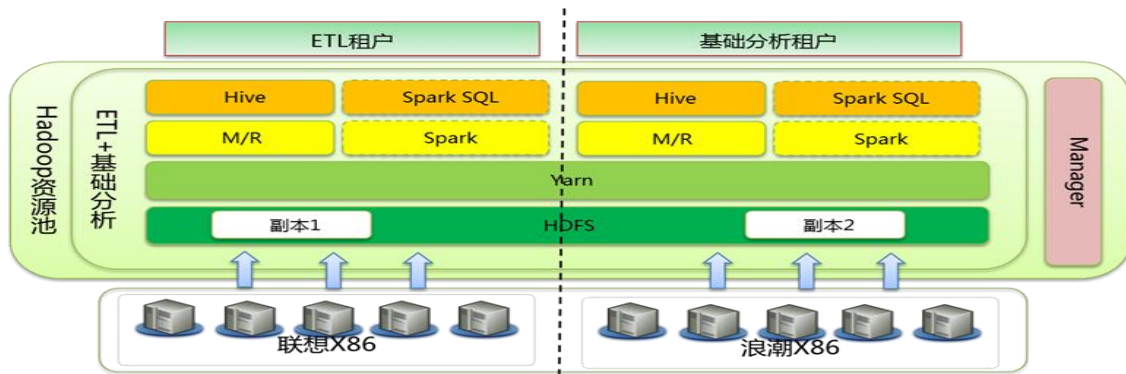 ETL租户
基础分析租户
Hadoop资源池
ETL+基础分析
Hive
Spark SQL
Hive
Spark SQL
M/R
Spark
M/R
Spark
Yarn
副本1
HDFS
副本2
Manager
联想X86
浪潮X86